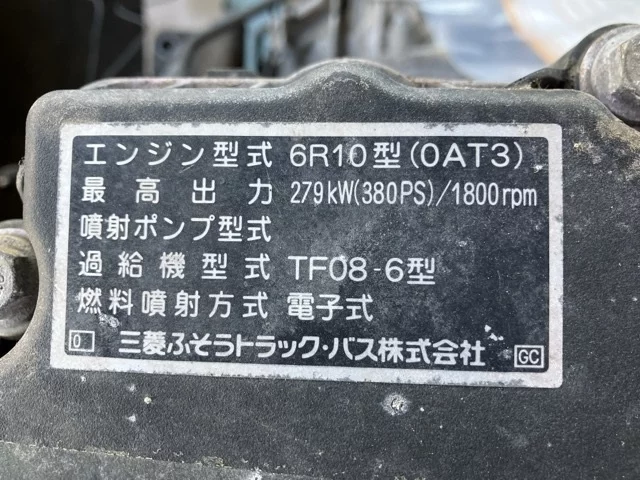 エンジン型式 6R10型(0AT3)
最高出力 279kW(380PS)/1800rpm
噴射ポンプ型式
過給機型式 TF08-6型
燃料噴射方式 電子式
0 三菱ふそうトラック・バス株式会社 GC